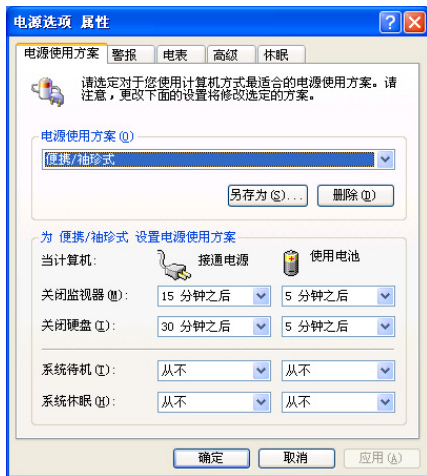 电源选项 属性
电源使用方案 警报 电表 高级 休眠
请选定对于您使用计算机方式最适合的电源使用方案。请
注意，更改下面的设置将修改选定的方案。
电源使用方案(O)
便携/袖珍式
另存为(S)... 删除(D)
为 便携/袖珍式 设置电源使用方案
当计算机: 接通电源 使用电池
关闭监视器(M): 15 分钟之后 5 分钟之后
关闭硬盘(I): 30 分钟之后 5 分钟之后
系统待机(T): 从不 从不
系统休眠(H): 从不 从不
确定 取消 应用(A)